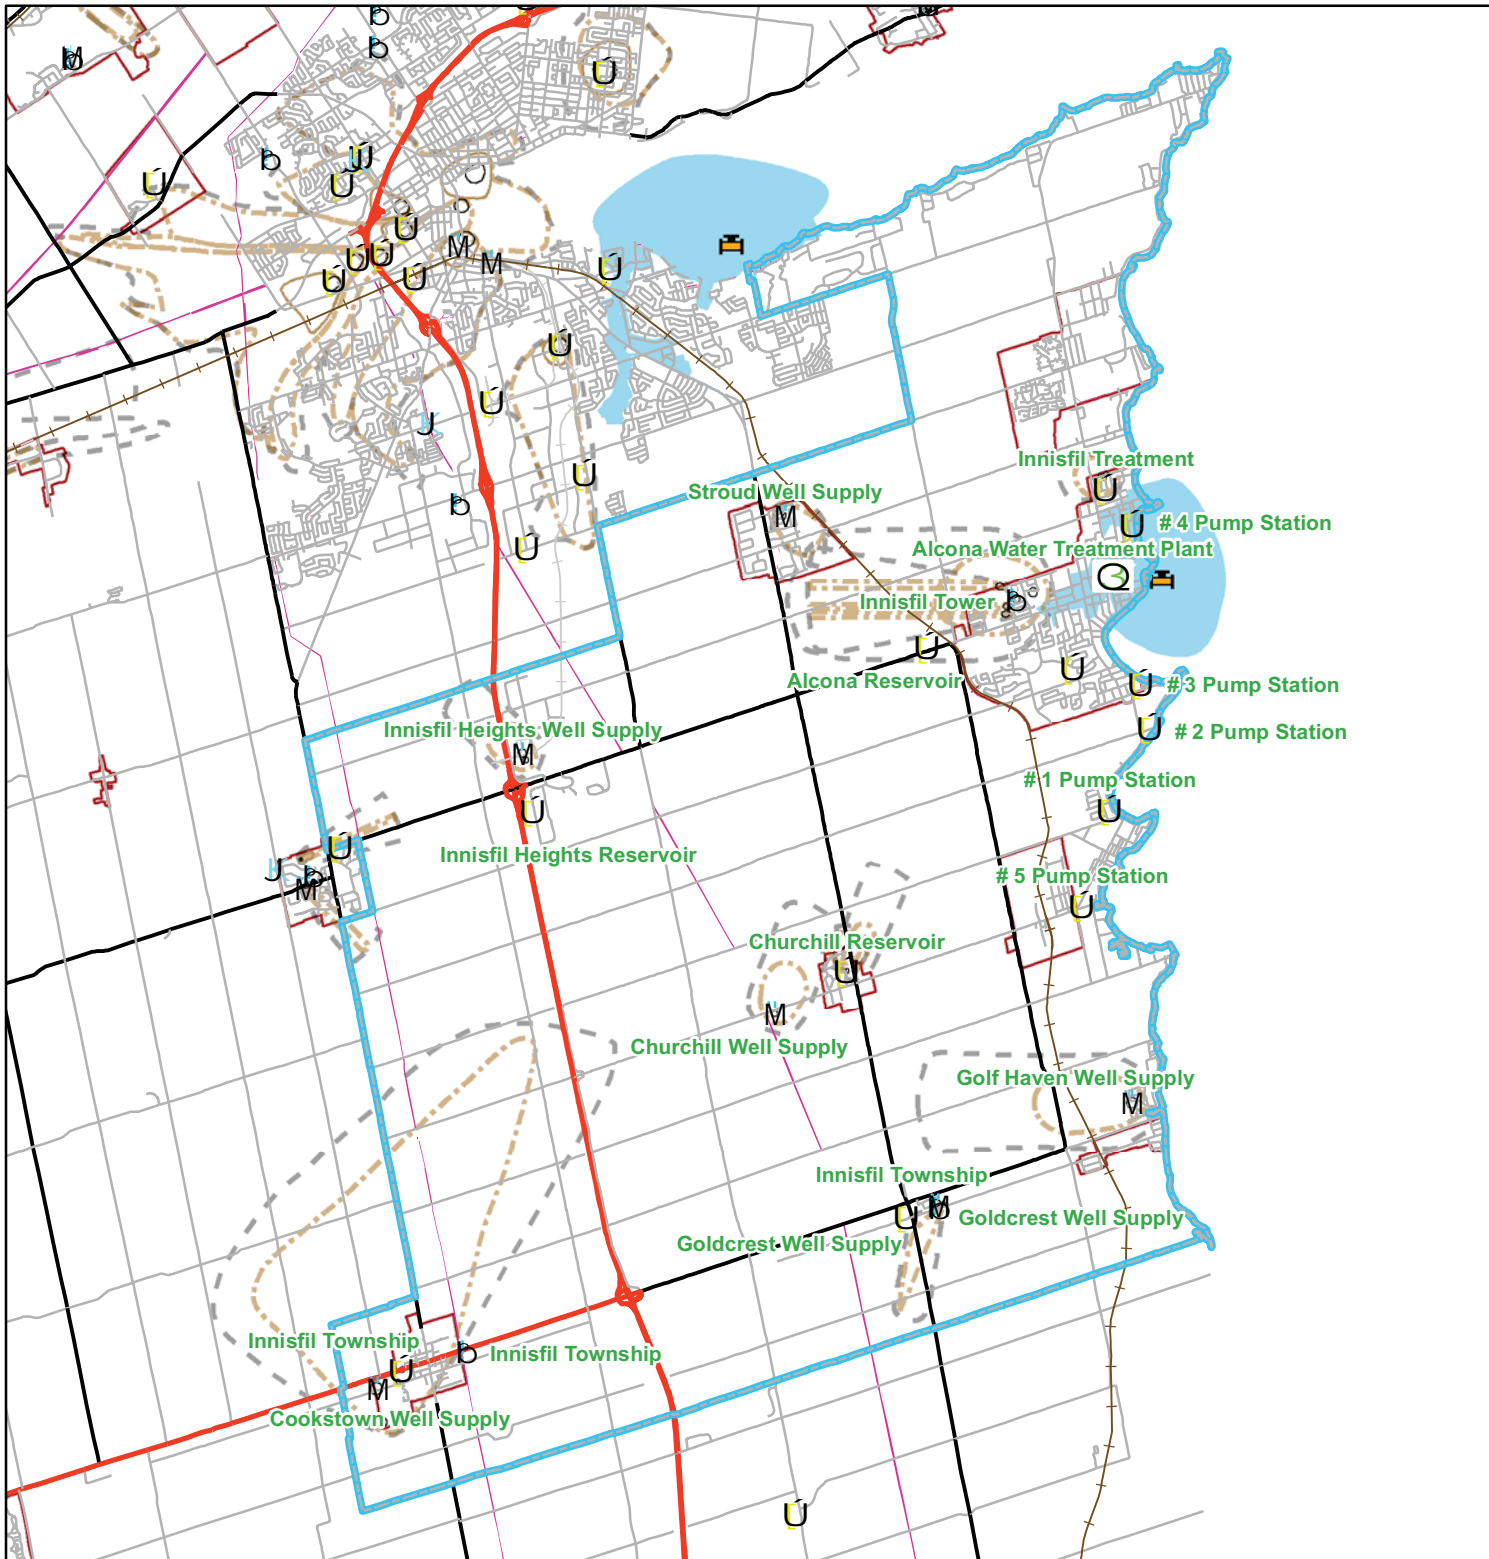 Innisfil Treatment
Stroud Well Supply
# 4 Pump Station
Alcona Water Treatment Plant
Innisfil Tower
Alcona Reservoir
# 3 Pump Station
Innisfil Heights Well Supply
# 2 Pump Station
# 1 Pump Station
Innisfil Heights Reservoir
# 5 Pump Station
Churchill Reservoir
Churchill Well Supply
Golf Haven Well Supply
Innisfil Township
Goldcrest Well Supply
Goldcrest Well Supply
Innisfil Township
Innisfil Township
Cookstown Well Supply